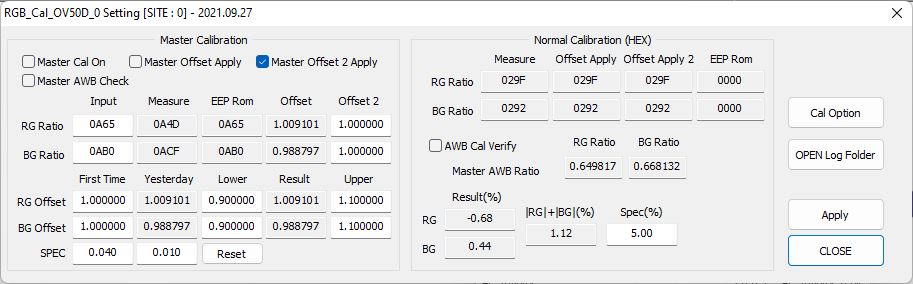 RGB_Cal_OV50D_0 Setting [SITE : 0] - 2021.09.27
Master Calibration
Master Cal On Master Offset Apply Master Offset 2 Apply
Master AWB Check
Input Measure EEP Rom Offset Offset 2
RG Ratio 0A65 0A4D 0A65 1.009101 1.000000
BG Ratio 0AB0 0ACF 0AB0 0.988797 1.000000
First Time Yesterday Lower Result Upper
RG Offset 1.000000 1.009101 0.900000 1.009101 1.100000
BG Offset 1.000000 0.988797 0.900000 0.988797 1.100000
SPEC 0.040 0.010 Reset
Normal Calibration (HEX)
Measure Offset Apply Offset Apply 2 EEP Rom
RG Ratio 029F 029F 029F 0000
BG Ratio 0292 0292 0292 0000
AWB Cal Verify RG Ratio BG Ratio
Master AWB Ratio 0.649817 0.668132
Result(%)
RG -0.68 |RG|+|BG|(%) Spec(%)
BG 0.44 1.12 5.00
Cal Option
OPEN Log Folder
Apply
CLOSE